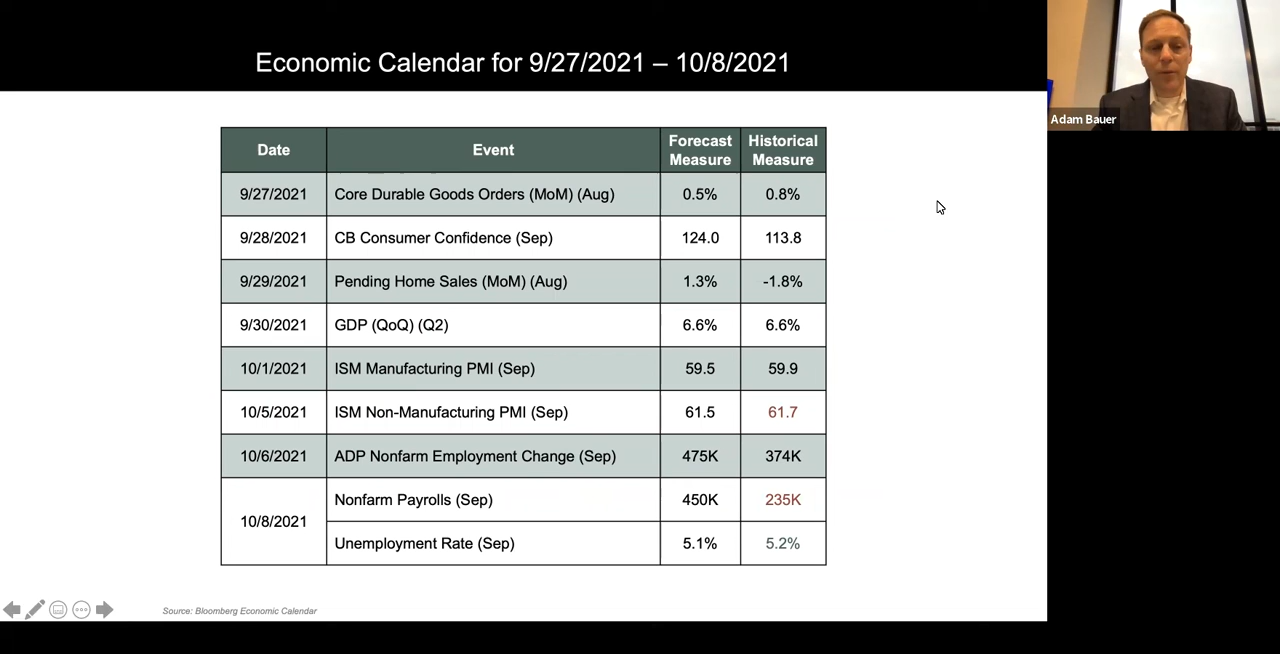 Economic Calendar for 9/27/2021 – 10/8/2021
Adam Bauer
Date Event Forecast Measure Historical Measure
9/27/2021 Core Durable Goods Orders (MoM) (Aug) 0.5% 0.8%
9/28/2021 CB Consumer Confidence (Sep) 124.0 113.8
9/29/2021 Pending Home Sales (MoM) (Aug) 1.3% -1.8%
9/30/2021 GDP (QoQ) (Q2) 6.6% 6.6%
10/1/2021 ISM Manufacturing PMI (Sep) 59.5 59.9
10/5/2021 ISM Non-Manufacturing PMI (Sep) 61.5 61.7
10/6/2021 ADP Nonfarm Employment Change (Sep) 475K 374K
10/8/2021 Nonfarm Payrolls (Sep) 450K 235K
Unemployment Rate (Sep) 5.1% 5.2%
Source: Bloomberg Economic Calendar